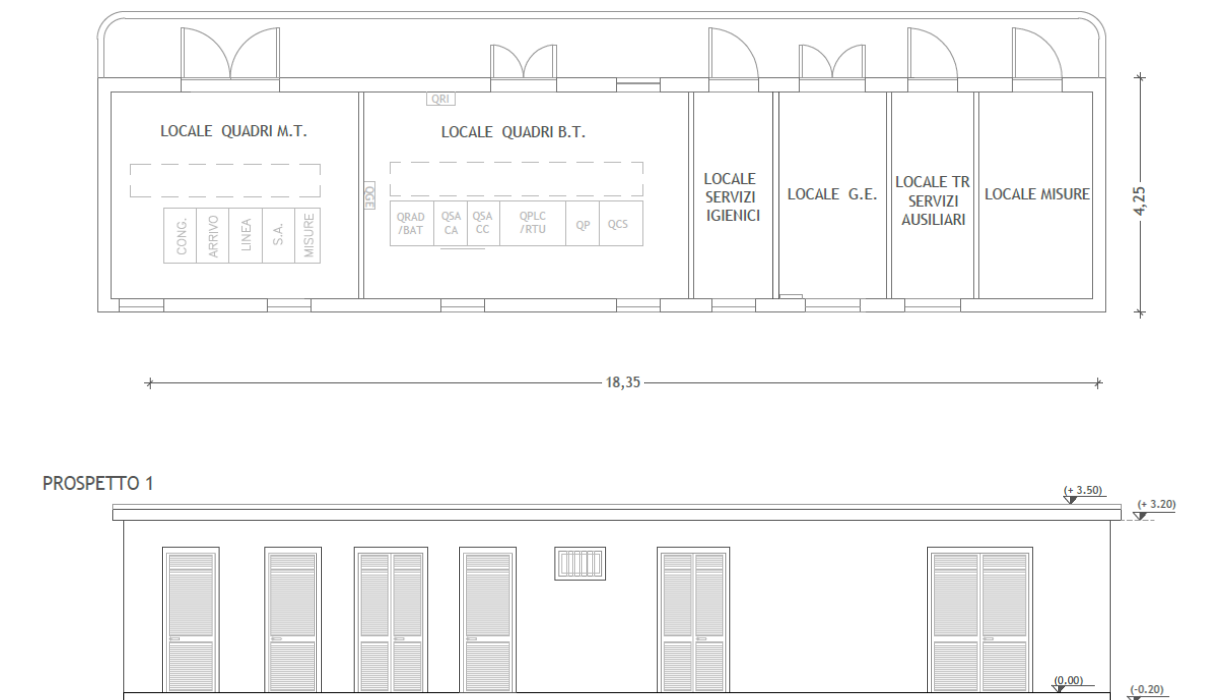 QRI
LOCALE QUADRI M.T.
LOCALE QUADRI B.T.
LOCALE
SERVIZI
IGIENICI
LOCALE G.E.
LOCALE TR
SERVIZI
AUSILIARI
LOCALE MISURE
4,25
QGE
CONG.
ARRIVO
LINEA
S.A.
MISURE
QRAD
/BAT
QSA
CA
QSA
CC
QPLC
/RTU
QP
QCS
18,35
PROSPETTO 1
(+ 3.50)
(+ 3.20)
(0.00)
(-0.20)